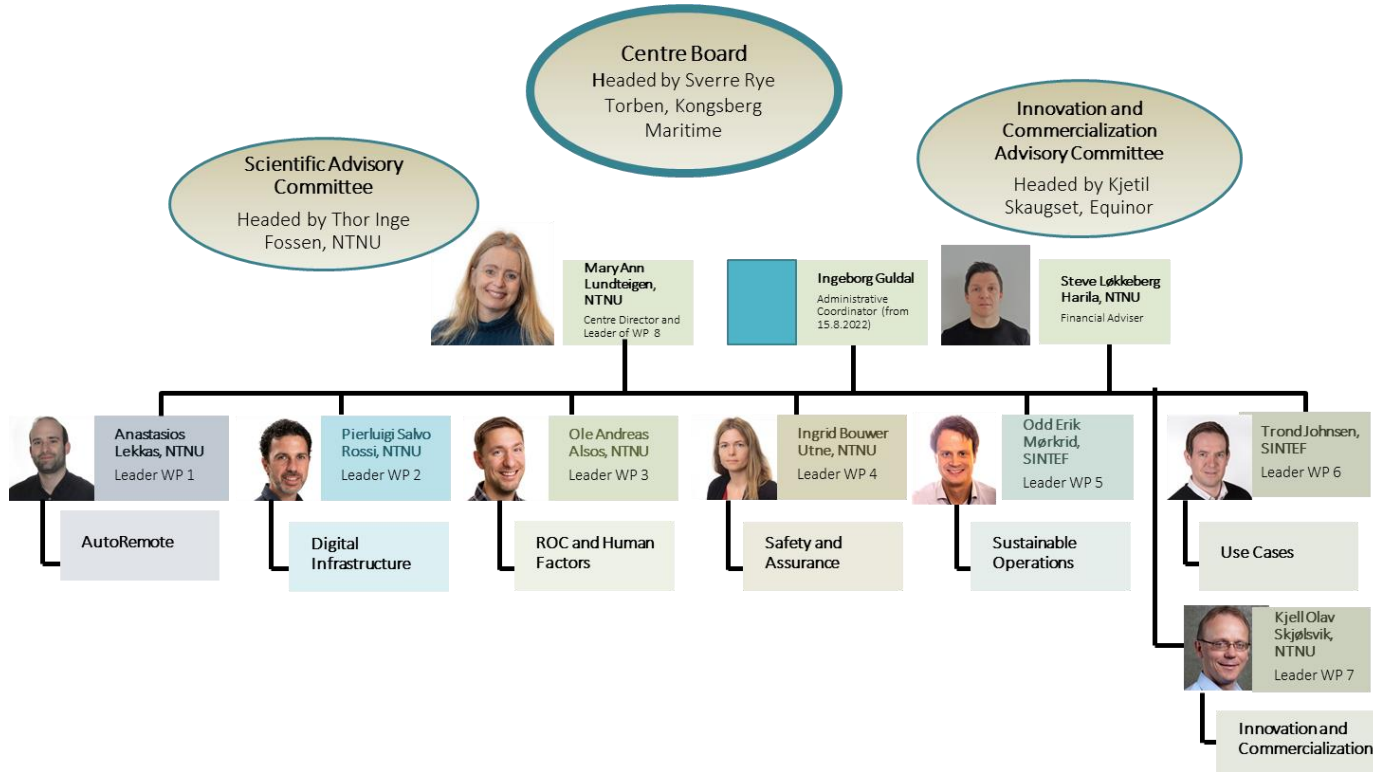 Centre Board
Headed by Sverre Rye
Torben, Kongsberg
Maritime
Innovation and
Commercialization
Advisory Committee
Headed by Kjetil
Skaugset, Equinor
Scientific Advisory
Committee
Headed by Thor Inge
Fossen, NTNU
Mary Ann
Lundteigen,
NTNU
Centre Director and
Leader of WP 8
Ingeborg Guldal
Administrative
Coordinator (from
15.8.2022)
Steve Løkkeberg
Harila, NTNU
Financial Adviser
Anastasios
Lekkas, NTNU
Leader WP 1
Pierluigi Salvo
Rossi, NTNU
Leader WP 2
Ole Andreas
Alsos, NTNU
Leader WP 3
Ingrid Bouwer
Utne, NTNU
Leader WP 4
Odd Erik
Mørkrid,
SINTEF
Leader WP 5
Trond Johnsen,
SINTEF
Leader WP 6
AutoRemote
Digital
Infrastructure
ROC and Human
Factors
Safety and
Assurance
Sustainable
Operations
Use Cases
Kjell Olav
Skjølsvik,
NTNU
Leader WP 7
Innovation and
Commercialization